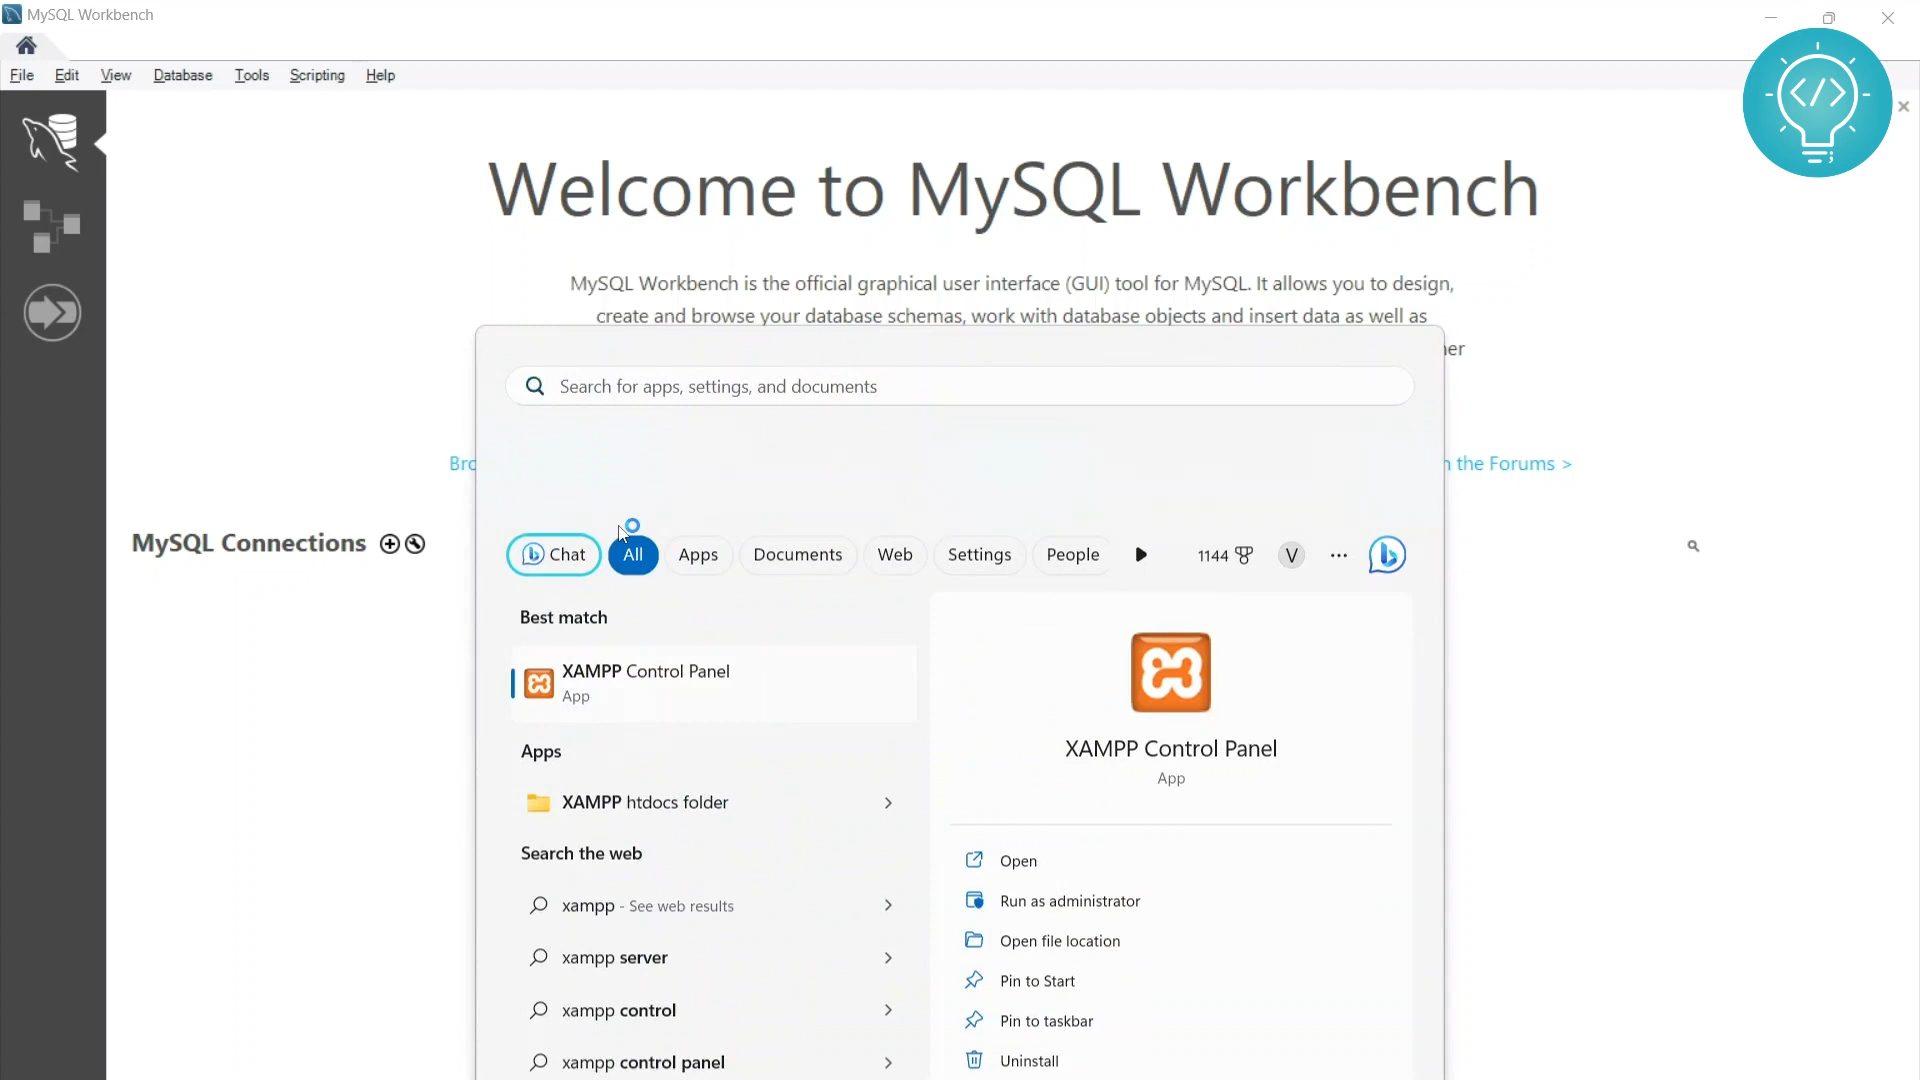 MySQL Workbench
File Edit View Database Tools Scripting Help
</>
;
Welcome to MySQL Workbench
MySQL Workbench is the official graphical user interface (GUI) tool for MySQL. It allows you to design,
create and browse your database schemas, work with database objects and insert data as well as
Search for apps, settings, and documents
the Forums >
MySQL Connections
Chat All Apps Documents Web Settings People 1144 V ...
Best match
XAMPP Control Panel
App
Apps
XAMPP htdocs folder
Search the web
xampp - See web results
xampp server
xampp control
xampp control panel
XAMPP Control Panel
App
Open
Run as administrator
Open file location
Pin to Start
Pin to taskbar
Uninstall